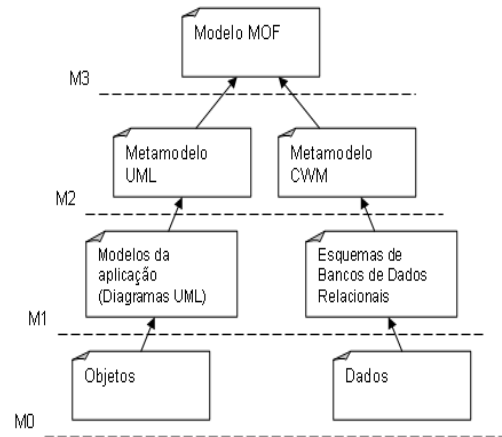 Modelo MOF
M3
Metamodelo
UML
Metamodelo
CWM
M2
Modelos da
aplicação
(Diagramas UML)
Esquemas de
Bancos de Dados
Relacionais
M1
Objetos
Dados
M0